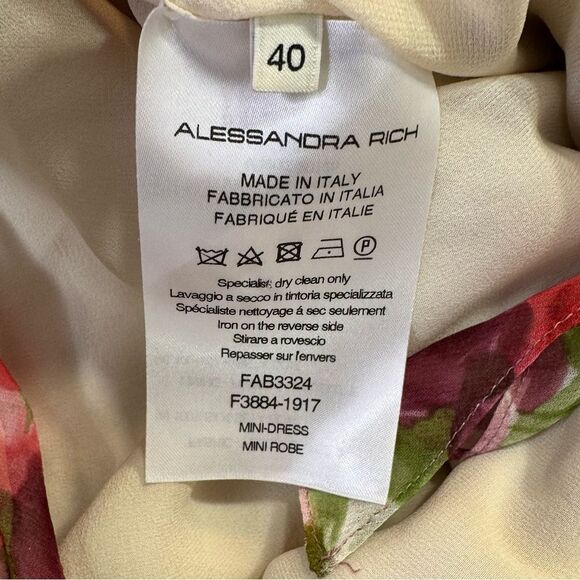 40
ALESSANDRA RICH
MADE IN ITALY
FABBRICATO IN ITALIA
FABRIQUÉ EN ITALIE
P
Specialist dry clean only
Lavaggio a secco in tintoria specializzata
Spécialiste nettoyage á sec seulement
Iron on the reverse side
Stirare a rovescio
Repasser sur l'envers
FAB3324
F3884-1917
MINI-DRESS
MINI ROBE